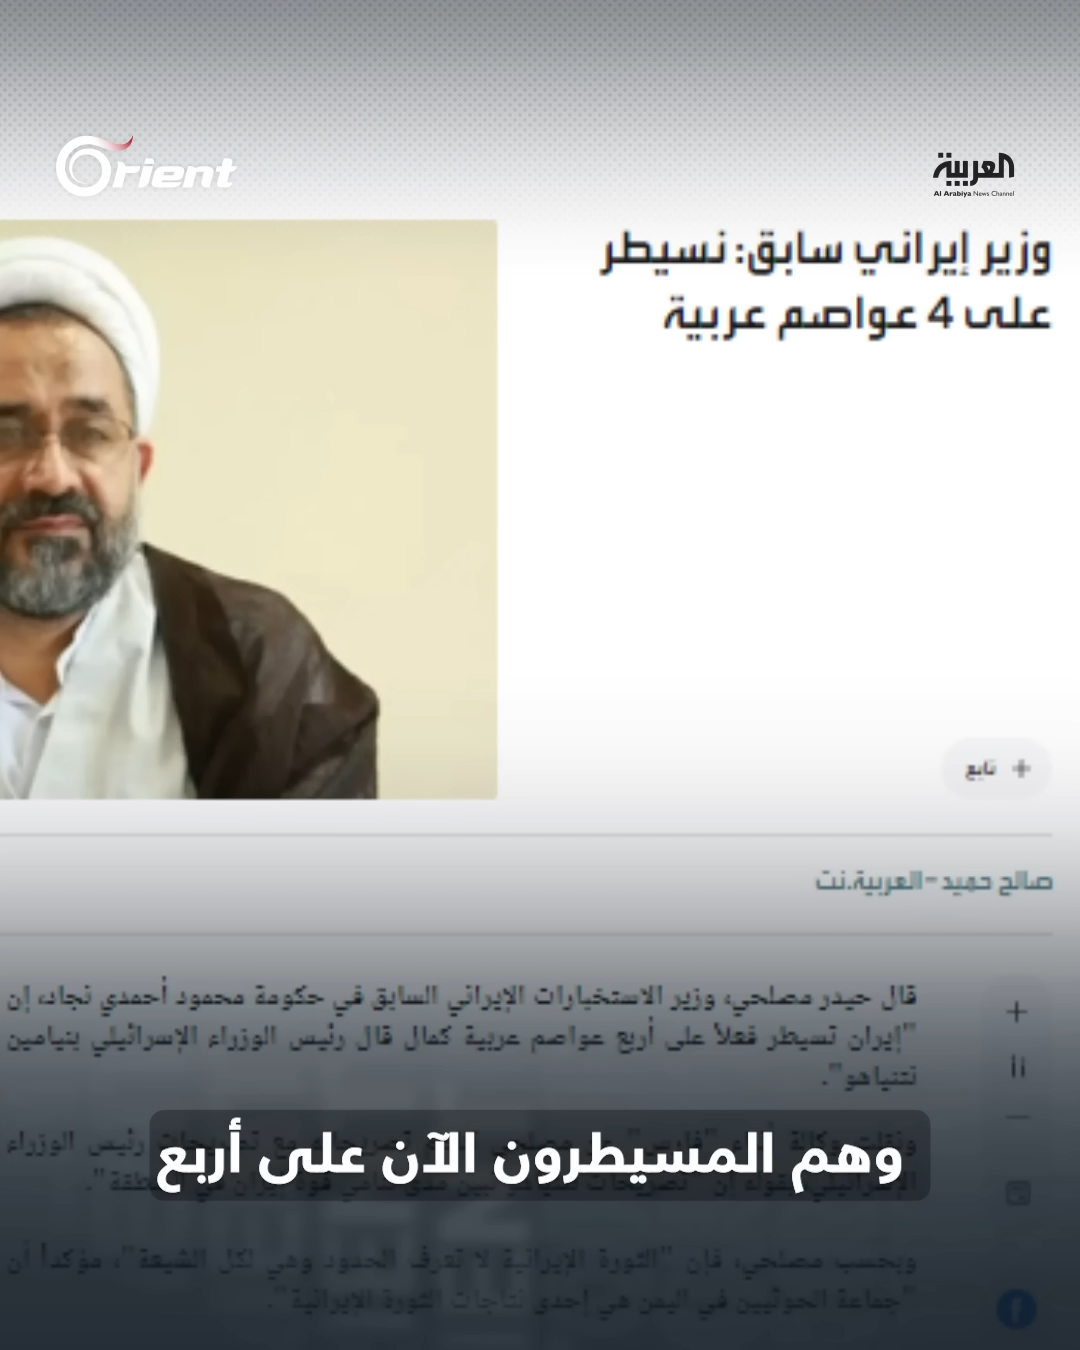 Orient
العربية
Al Arabiya News Channel
وزير إيراني سابق: نسيطر
على 4 عواصم عربية
+ تابع
صالح حميد - العربية.نت
قال حيدر مصلحي، وزير الاستخبارات الإيراني السابق في حكومة محمود أحمدي نجاد، إن
"إيران تسيطر فعلاً على أربع عواصم عربية كمال قال رئيس الوزراء الإسرائيلي بنيامين
نتنياهو".
رئيس الوزراء
وهم المسيطرون الآن على أربع
وبحسب مصلحي، فإن "الثورة الإيرانية لا تعرف الحدود وهي لكل الشيعة"، مؤكداً أن
"جماعة الحوثيين في اليمن هي إحدى نتاجات الثورة الإيرانية".